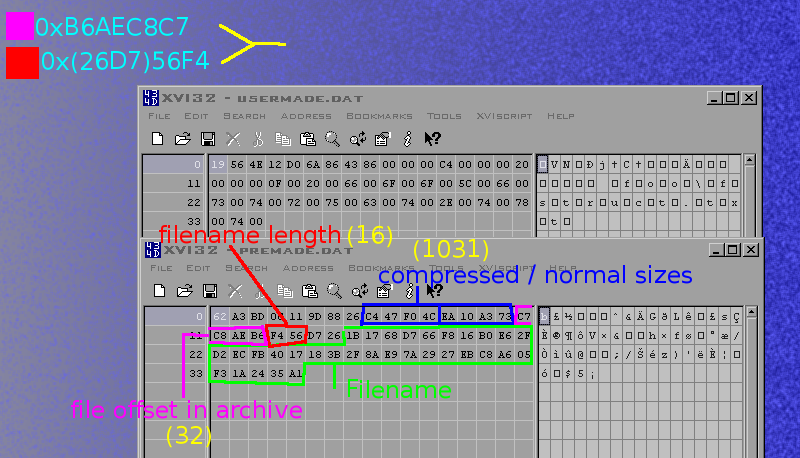 0xB6AEC8C7
0x(26D7)56F4
XVI32 - usermade.dat
File Edit Search Address Bookmarks Tools XVIscript Help
0 19 56 4E 12 D0 6A 86 43 86 00 00 00 C4 00 00 00 20
11 00 00 00 0F 00 20 00 66 00 6F 00 6F 00 5C 00 66 00
22 73 00 74 00 72 00 75 00 63 00 74 00 2E 00 74 00 78
33 00 74 00
filename length (16)
XVI32 - premade.dat
(1031)
File Edit Search Address Bookmarks Tools XVIscript Help
compressed / normal sizes
0 62 A3 BD 11 9D 88 26 C4 47 F0 4C EA 10 A3 73 C7
11 C8 AE B6 F4 56 D7 26 1B 17 68 D7 66 F8 16 B0 E6 2F
22 D2 EC FB 40 17 18 3B 2F 8A E9 7A 29 27 EB C8 A6 05
33 F3 1A 24 35 A1
Filename
file offset in archive
(32)